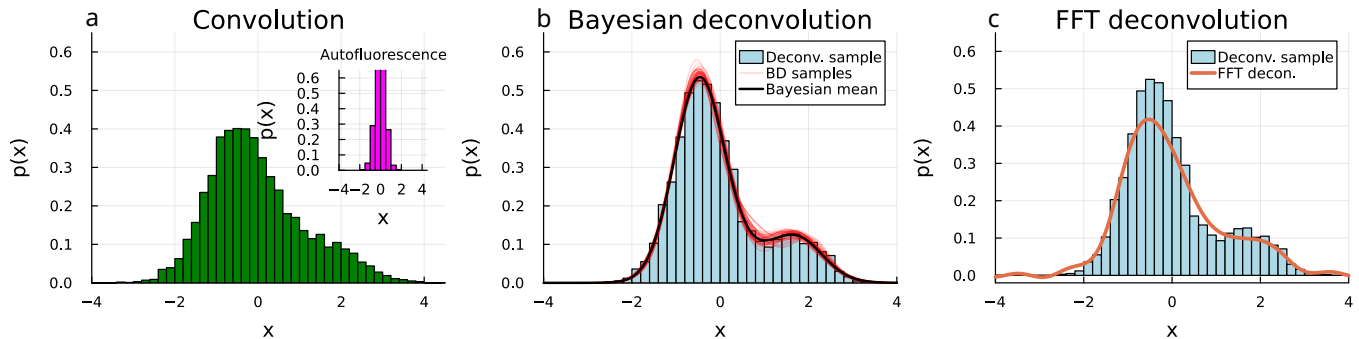 a Convolution
0.6
0.5
0.4
0.3
0.2
0.1
0.0
p(x)
−4 −2 0 2 4
x
Autofluorescence
0.6
0.5
0.4
0.3
0.2
0.1
0.0
p(x)
−4 −2 0 2 4
x
b Bayesian deconvolution
0.6
0.5
0.4
0.3
0.2
0.1
0.0
p(x)
−4 −2 0 2 4
x
Deconv. sample
BD samples
Bayesian mean
c FFT deconvolution
0.6
0.5
0.4
0.3
0.2
0.1
0.0
p(x)
−4 −2 0 2 4
x
Deconv. sample
FFT decon.